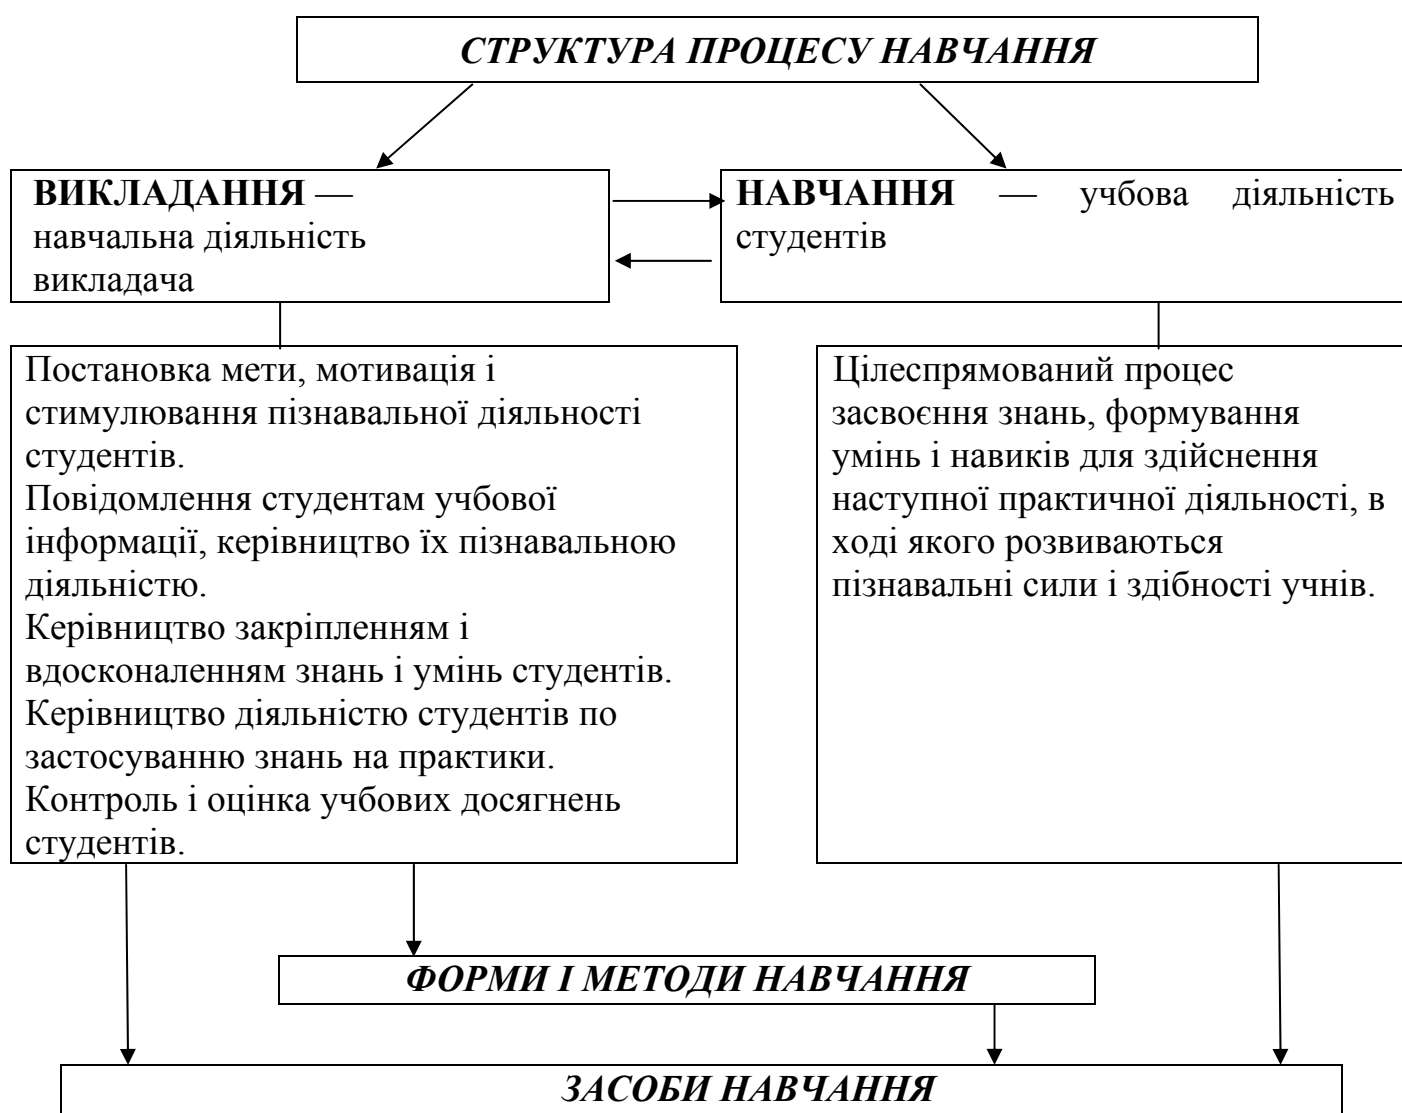 СТРУКТУРА ПРОЦЕСУ НАВЧАННЯ
ВИКЛАДАННЯ —
навчальна діяльність
викладача
НАВЧАННЯ — учбова діяльність
студентів
Постановка мети, мотивація і
стимулювання пізнавальної діяльності
студентів.
Повідомлення студентам учбової
інформації, керівництво їх пізнавальною
діяльністю.
Керівництво закріпленням і
вдосконаленням знань і умінь студентів.
Керівництво діяльністю студентів по
застосуванню знань на практики.
Контроль і оцінка учбових досягнень
студентів.
Цілеспрямований процес
засвоєння знань, формування
умінь і навиків для здійснення
наступної практичної діяльності, в
ході якого розвиваються
пізнавальні сили і здібності учнів.
ФОРМИ І МЕТОДИ НАВЧАННЯ
ЗАСОБИ НАВЧАННЯ